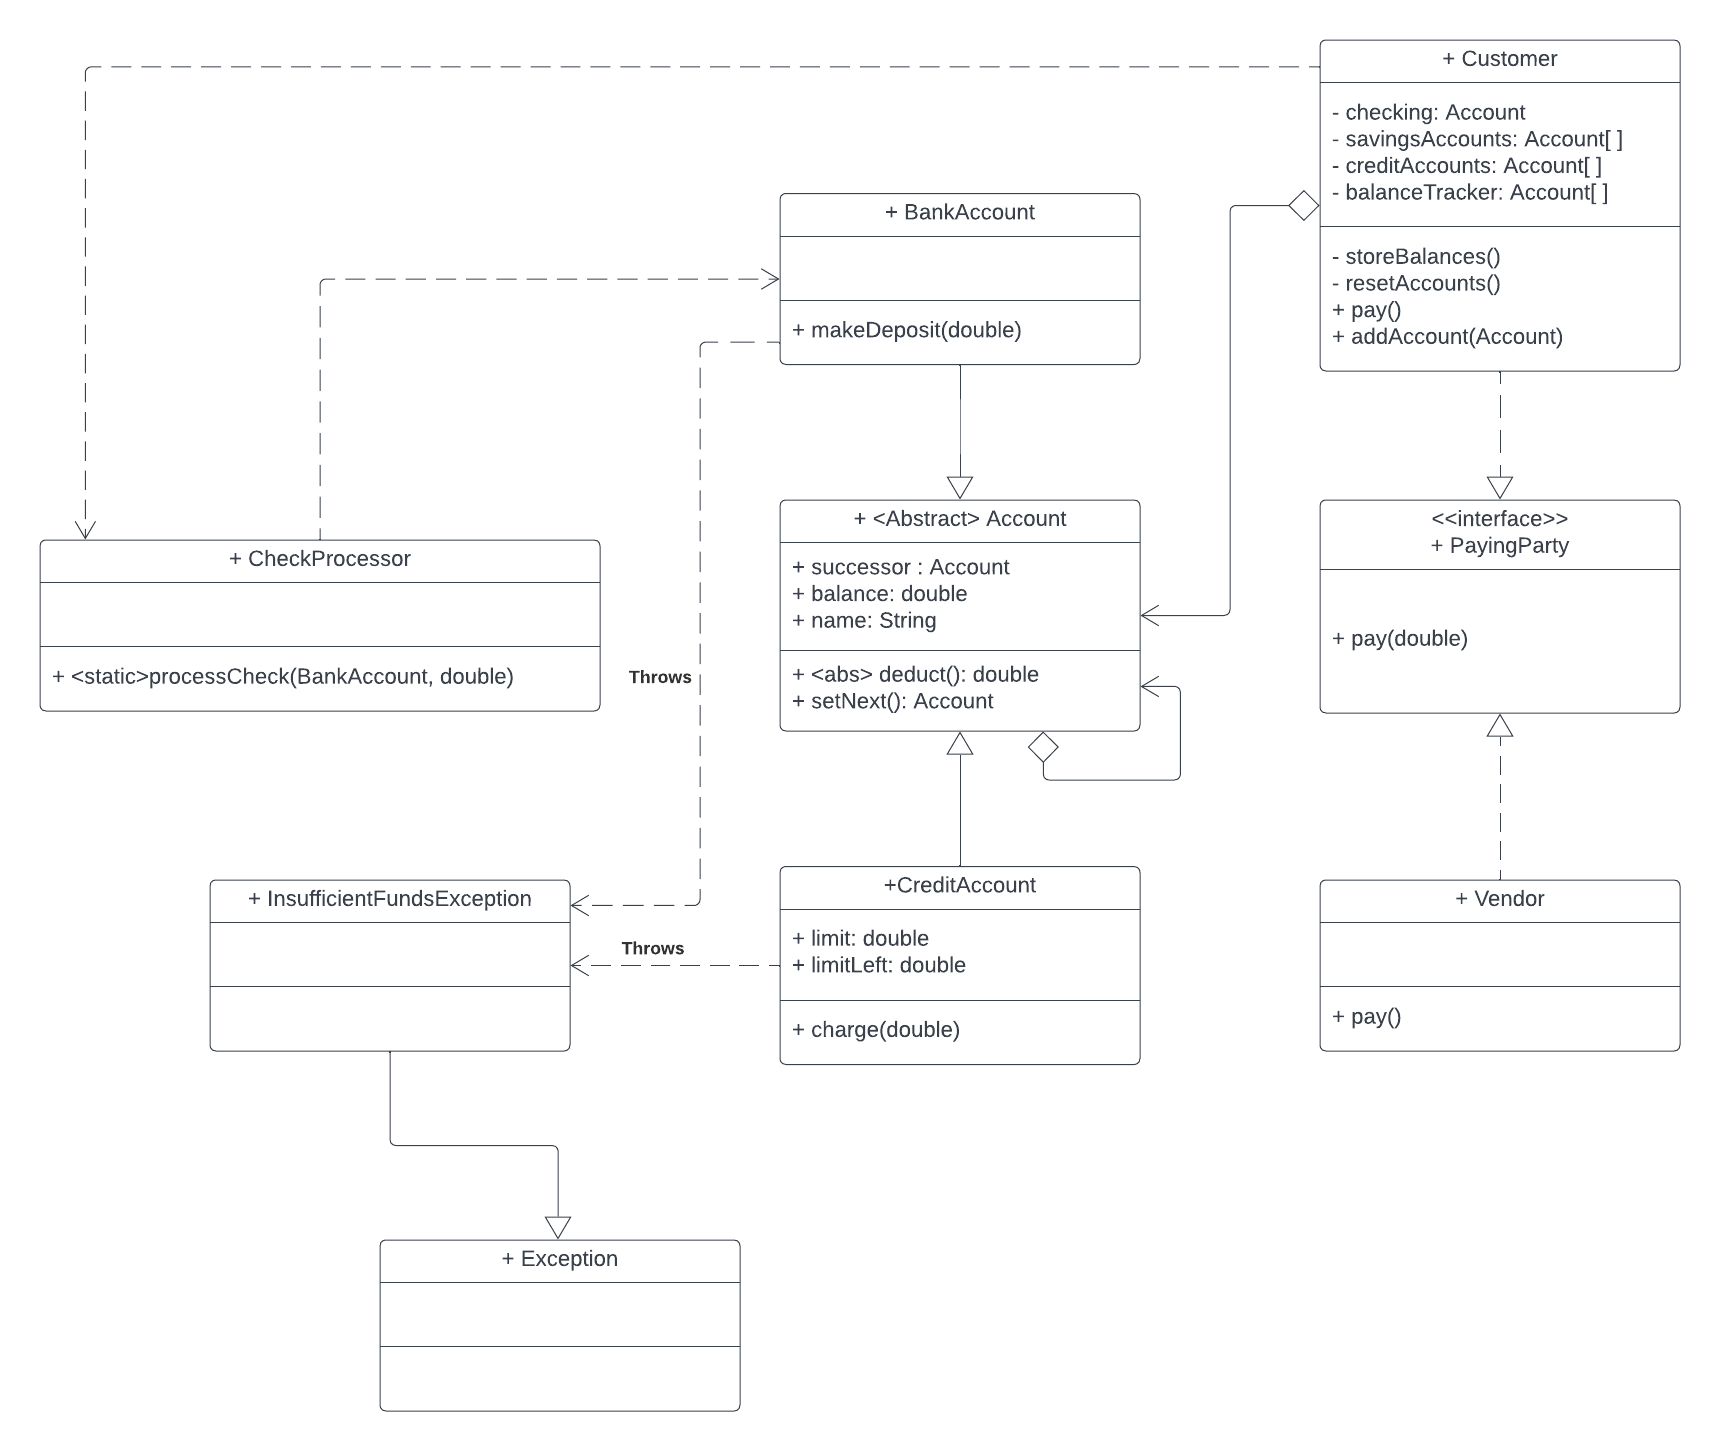 + Customer
- checking: Account
- savingsAccounts: Account[ ]
- creditAccounts: Account[ ]
- balanceTracker: Account[ ]
- storeBalances()
- resetAccounts()
+ pay()
+ addAccount(Account)
+ BankAccount
+ makeDeposit(double)
+ CheckProcessor
+ <static>processCheck(BankAccount, double)
+ <Abstract> Account
+ successor : Account
+ balance: double
+ name: String
+ <abs> deduct(): double
+ setNext(): Account
<<interface>>
+ PayingParty
+ pay(double)
Throws
+ InsufficientFundsException
Throws
+CreditAccount
+ limit: double
+ limitLeft: double
+ charge(double)
+ Vendor
+ pay()
+ Exception